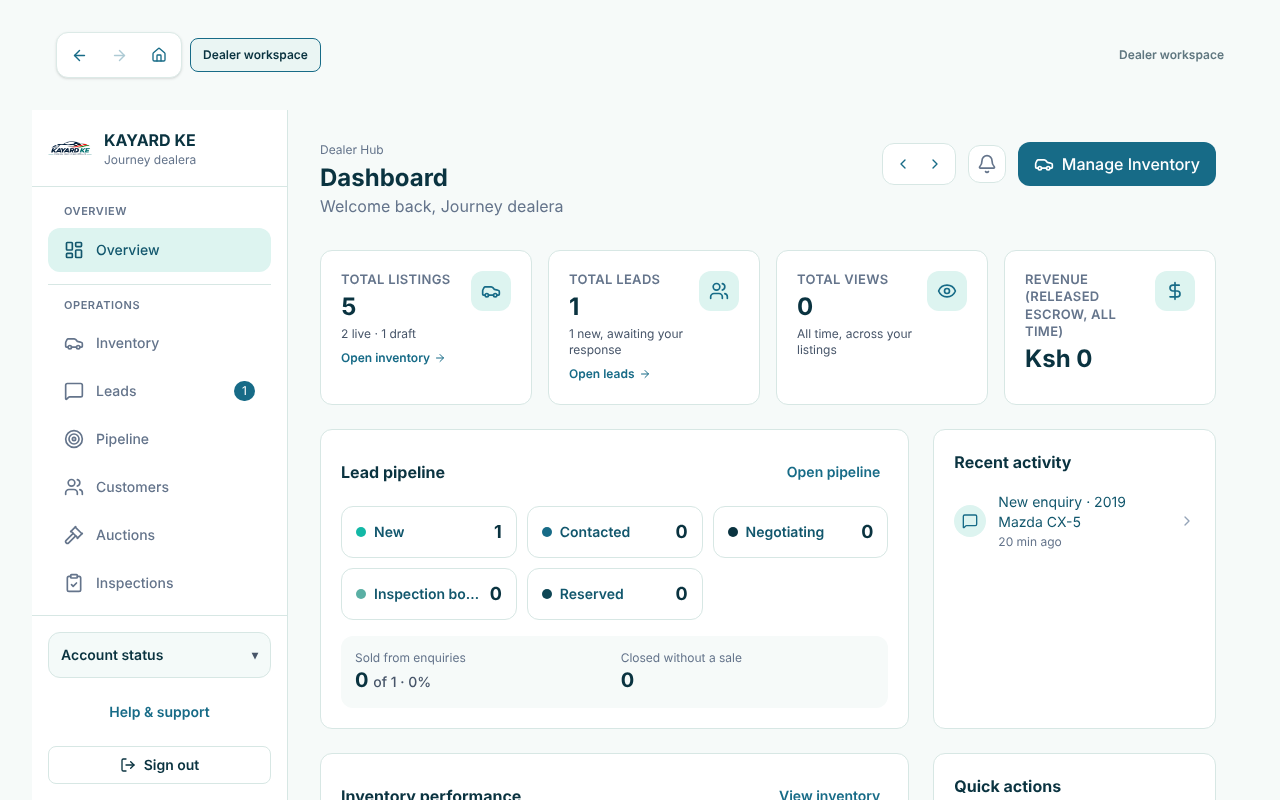 Dealer workspace
Dealer workspace
KAYARD KE
KAYARD KE
Journey dealera
OVERVIEW
Overview
OPERATIONS
Inventory
Leads
1
Pipeline
Customers
Auctions
Inspections
Account status
Help & support
Sign out
Dealer Hub
Dashboard
Welcome back, Journey dealera
Manage Inventory
TOTAL LISTINGS
5
2 live · 1 draft
Open inventory →
TOTAL LEADS
1
1 new, awaiting your
response
Open leads →
TOTAL VIEWS
0
All time, across your
listings
REVENUE
(RELEASED
ESCROW, ALL
TIME)
Ksh 0
Lead pipeline
Open pipeline
New 1
Contacted 0
Negotiating 0
Inspection bo... 0
Reserved 0
Sold from enquiries
0 of 1 · 0%
Closed without a sale
0
Recent activity
New enquiry · 2019
Mazda CX-5
20 min ago
Inventory performance
View inventory
Quick actions